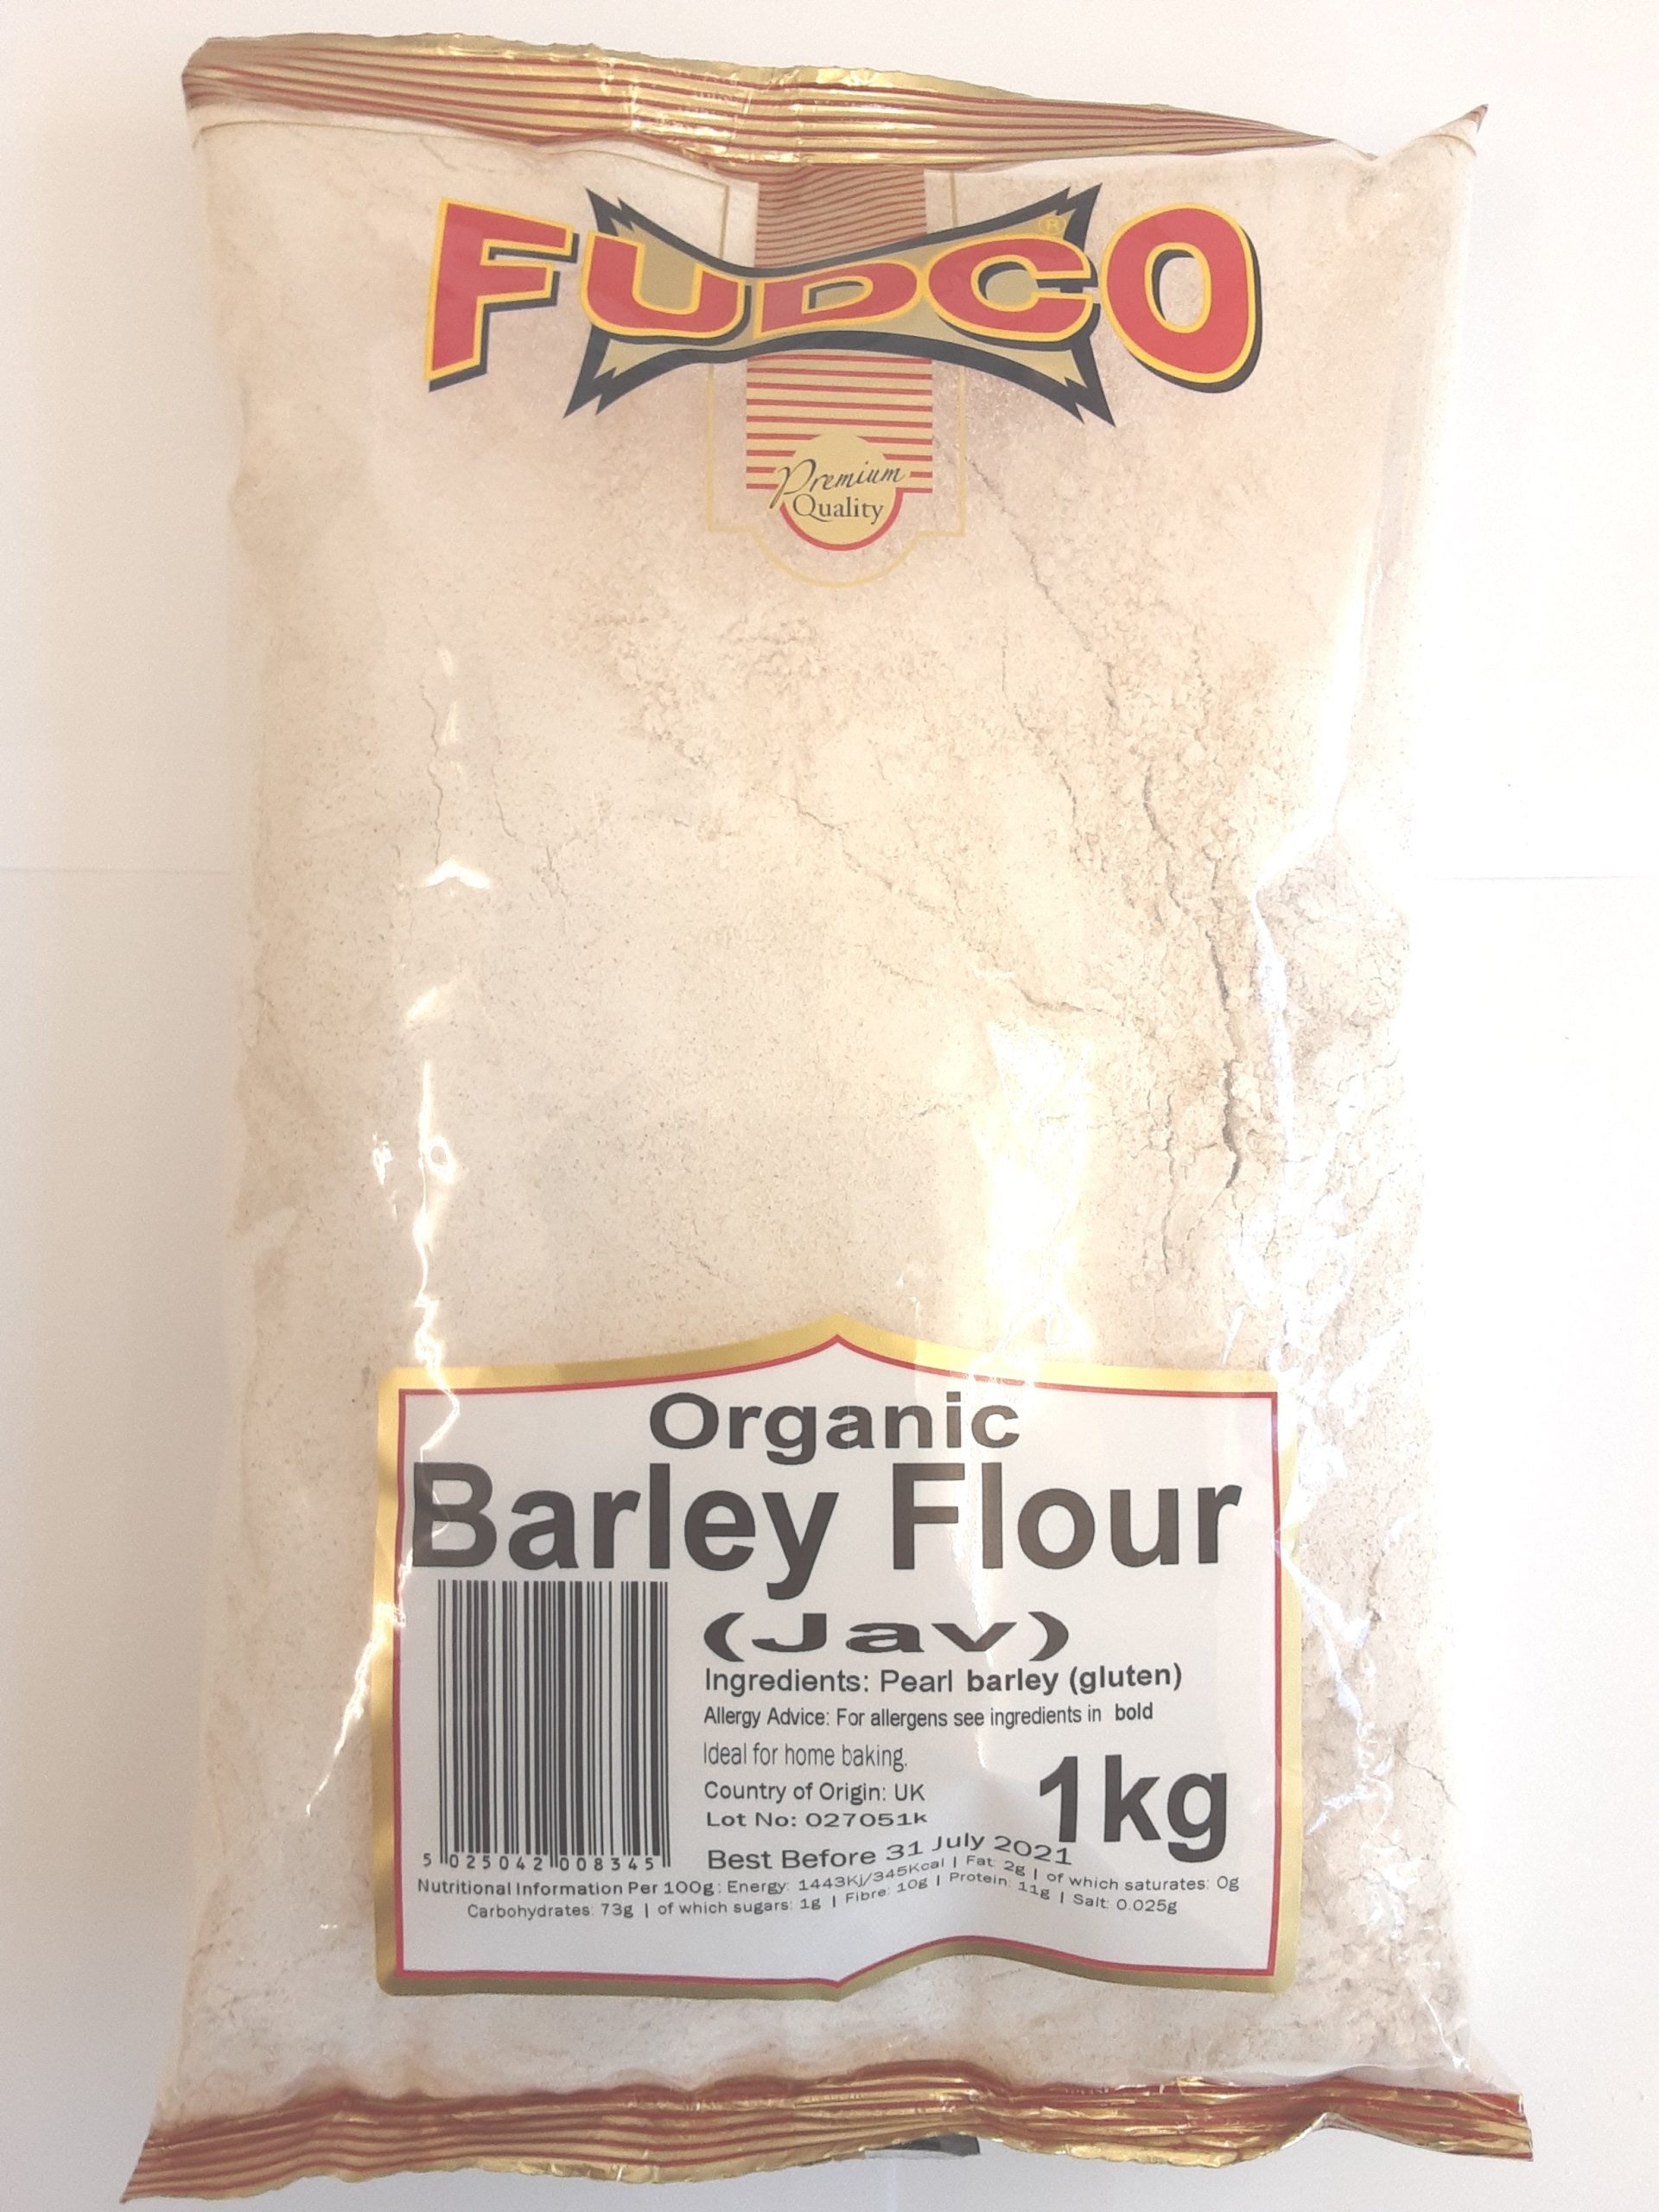 FUDCO
®
Premium
Quality
Organic
Barley Flour
(Jav)
Ingredients: Pearl barley (gluten)
Allergy Advice: For allergens see ingredients in bold
Ideal for home baking.
Country of Origin: UK
1kg
Lot No: 027051K
Best Before 31 July 2021
5 025042 008345
Nutritional Information Per 100g: Energy: 1443Kj/345Kcal | Fat: 2g | of which saturates: 0g
Carbohydrates: 73g | of which sugars: 1g | Fibre: 10g | Protein: 11g | Salt: 0.025g